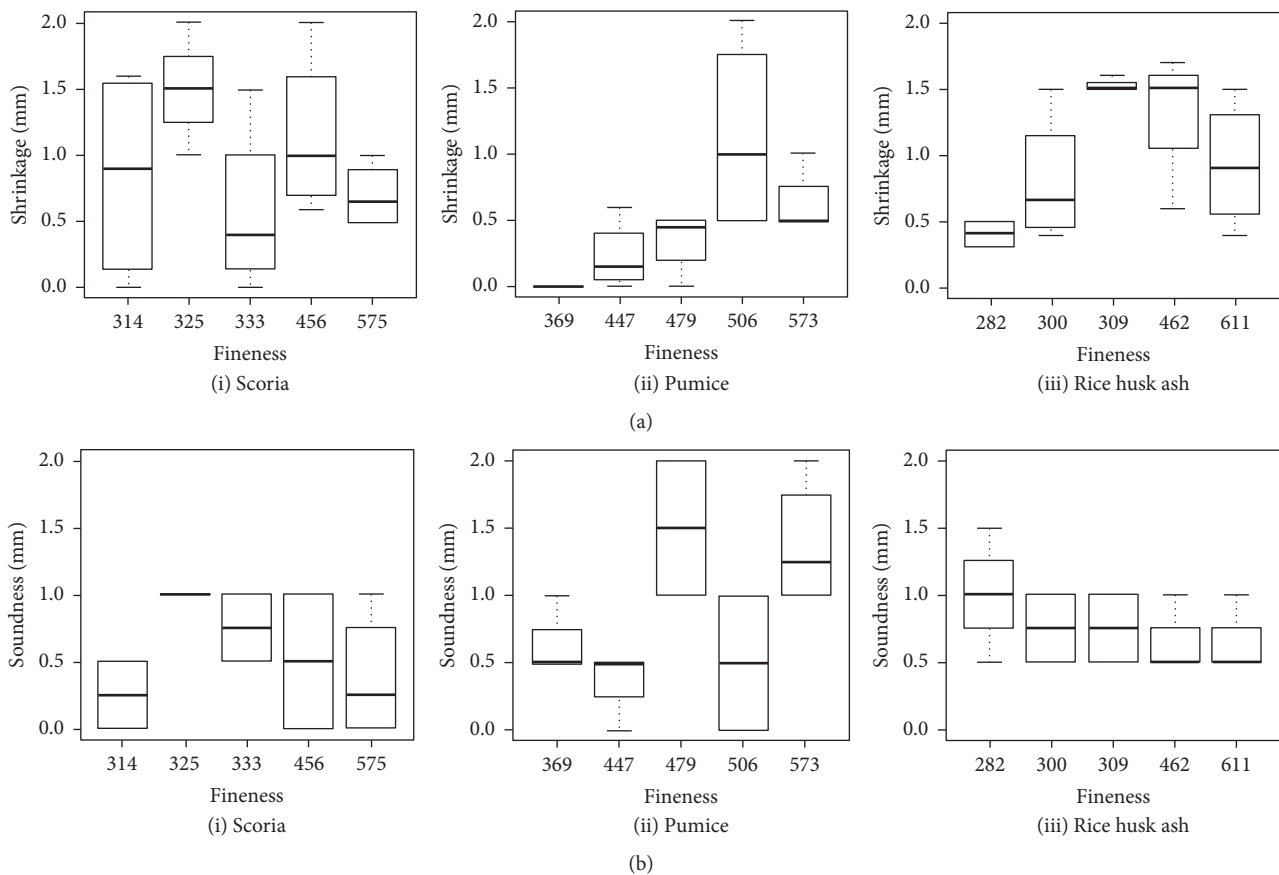 2.0
1.5
1.0
0.5
0.0
Shrinkage (mm)
314 325 333 456 575
Fineness
(i) Scoria
2.0
1.5
1.0
0.5
0.0
Shrinkage (mm)
369 447 479 506 573
Fineness
(ii) Pumice
2.0
1.5
1.0
0.5
0.0
Shrinkage (mm)
282 300 309 462 611
Fineness
(iii) Rice husk ash
(a)
2.0
1.5
1.0
0.5
0.0
Soundness (mm)
314 325 333 456 575
Fineness
(i) Scoria
2.0
1.5
1.0
0.5
0.0
Soundness (mm)
369 447 479 506 573
Fineness
(ii) Pumice
2.0
1.5
1.0
0.5
0.0
Soundness (mm)
282 300 309 462 611
Fineness
(iii) Rice husk ash
(b)